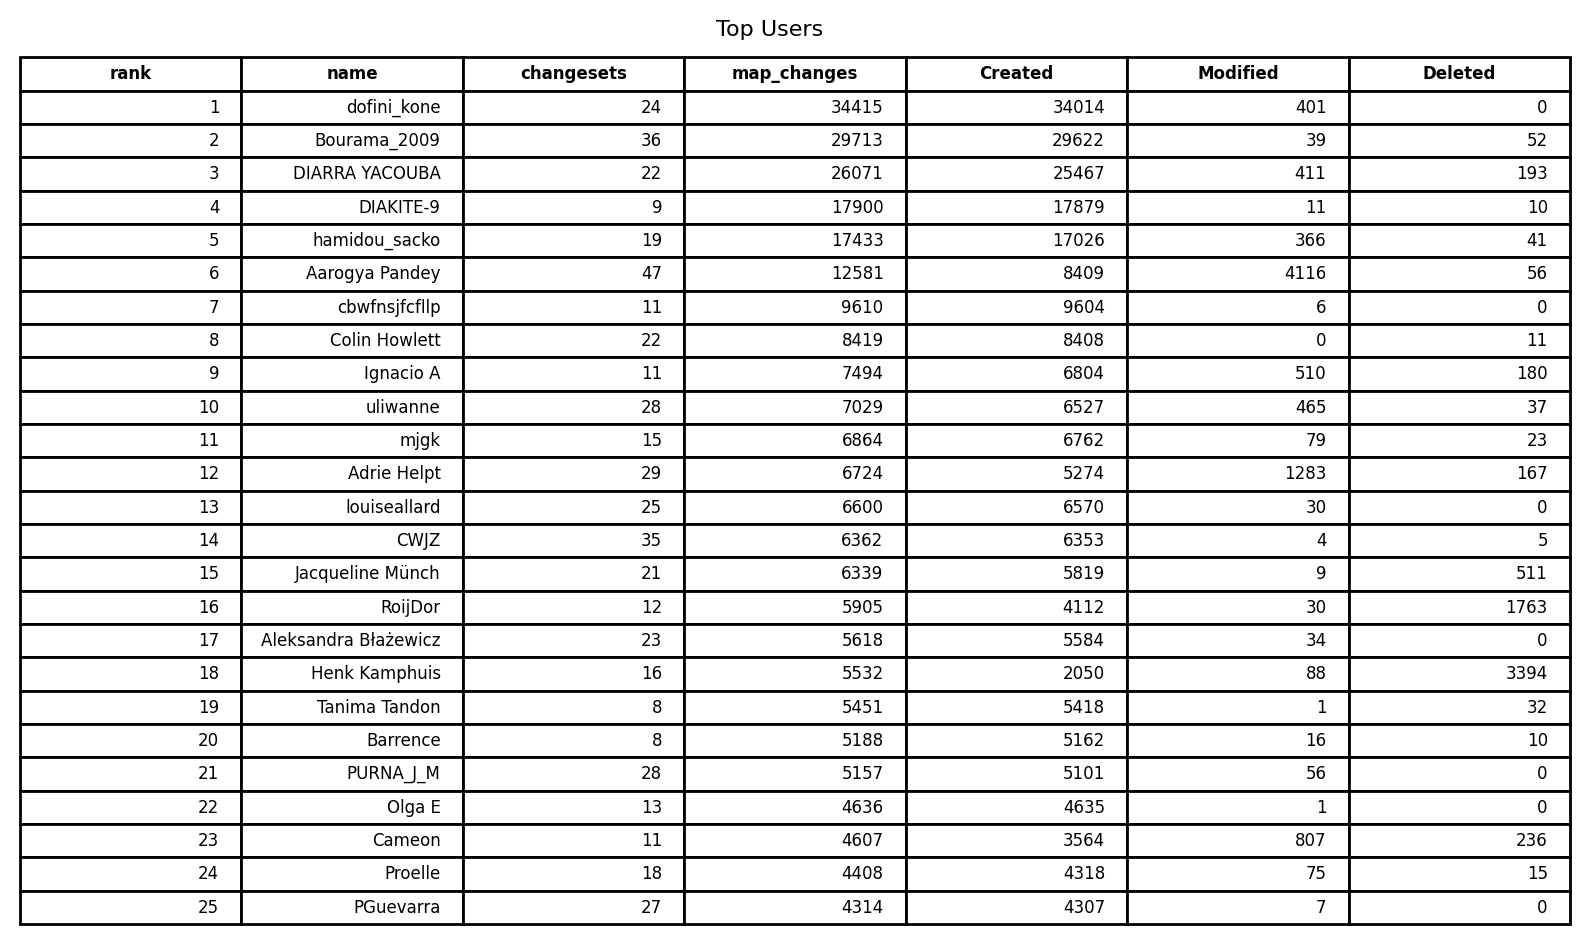 Top Users
rank name changesets map_changes Created Modified Deleted
1 dofini_kone 24 34415 34014 401 0
2 Bourama_2009 36 29713 29622 39 52
3 DIARRA YACOUBA 22 26071 25467 411 193
4 DIAKITE-9 9 17900 17879 11 10
5 hamidou_sacko 19 17433 17026 366 41
6 Aarogya Pandey 47 12581 8409 4116 56
7 cbwfnsjfcfllp 11 9610 9604 6 0
8 Colin Howlett 22 8419 8408 0 11
9 Ignacio A 11 7494 6804 510 180
10 uliwanne 28 7029 6527 465 37
11 mjgk 15 6864 6762 79 23
12 Adrie Helpt 29 6724 5274 1283 167
13 louiseallard 25 6600 6570 30 0
14 CWJZ 35 6362 6353 4 5
15 Jacqueline Münch 21 6339 5819 9 511
16 RoijDor 12 5905 4112 30 1763
17 Aleksandra Błażewicz 23 5618 5584 34 0
18 Henk Kamphuis 16 5532 2050 88 3394
19 Tanima Tandon 8 5451 5418 1 32
20 Barrence 8 5188 5162 16 10
21 PURNA_J_M 28 5157 5101 56 0
22 Olga E 13 4636 4635 1 0
23 Cameon 11 4607 3564 807 236
24 Proelle 18 4408 4318 75 15
25 PGuevarra 27 4314 4307 7 0